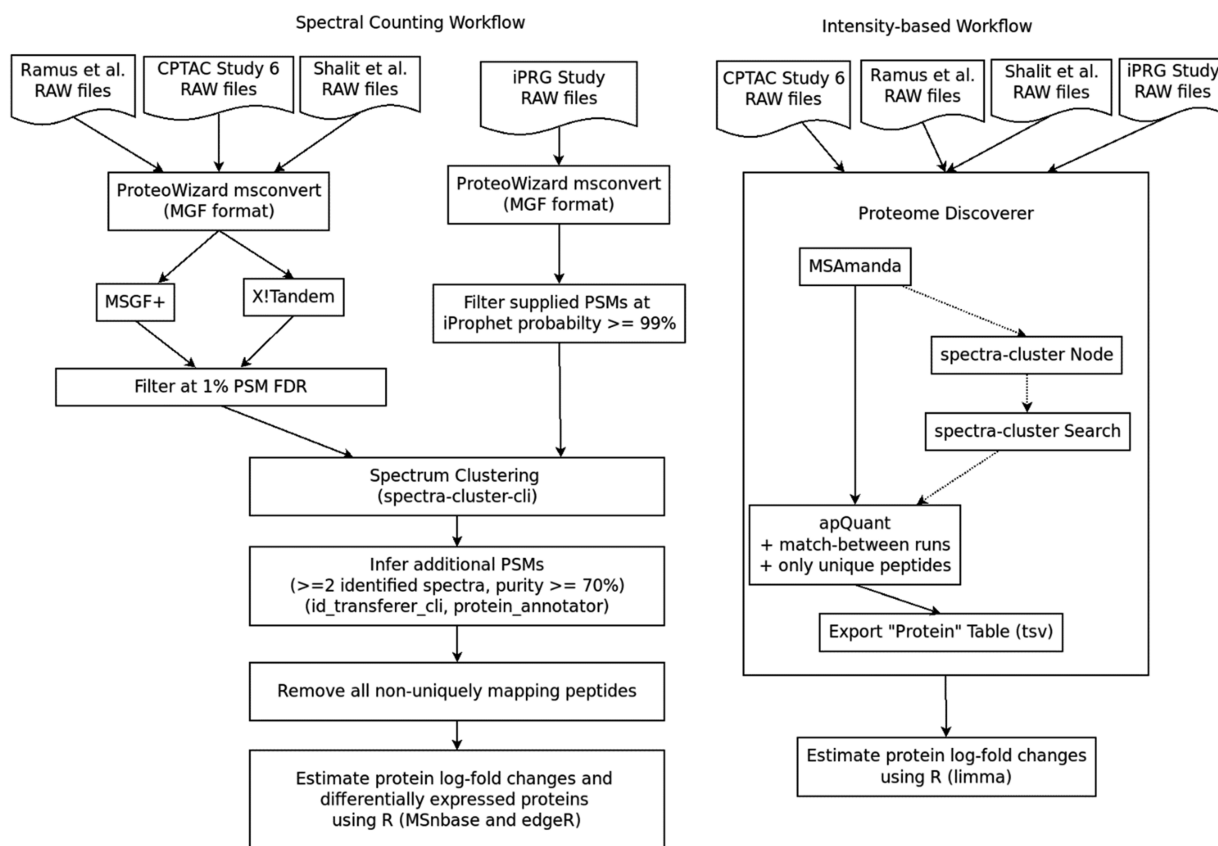 Spectral Counting Workflow
Ramus et al.
RAW files
CPTAC Study 6
RAW files
Shalit et al.
RAW files
iPRG Study
RAW files
ProteoWizard msconvert
(MGF format)
ProteoWizard msconvert
(MGF format)
MSGF+
X!Tandem
Filter supplied PSMs at
iProphet probabilty >= 99%
Filter at 1% PSM FDR
Spectrum Clustering
(spectra-cluster-cli)
Infer additional PSMs
(>=2 identified spectra, purity >= 70%)
(id_transferer_cli, protein_annotator)
Remove all non-uniquely mapping peptides
Estimate protein log-fold changes and
differentially expressed proteins
using R (MSnbase and edgeR)
Intensity-based Workflow
CPTAC Study 6
RAW files
Ramus et al.
RAW files
Shalit et al.
RAW files
iPRG Study
RAW files
Proteome Discoverer
MSAmanda
spectra-cluster Node
spectra-cluster Search
apQuant
+ match-between runs
+ only unique peptides
Export "Protein" Table (tsv)
Estimate protein log-fold changes
using R (limma)